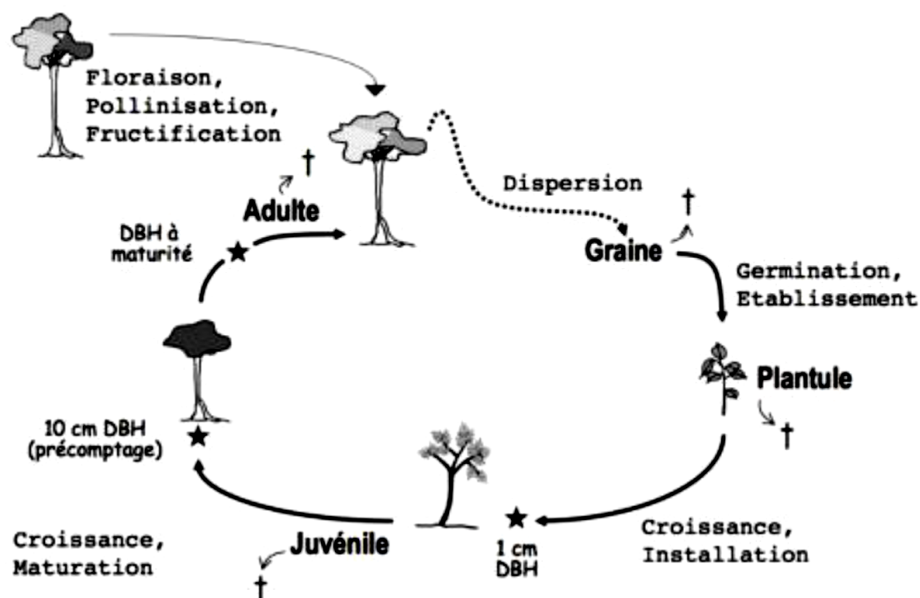 Floraison,
Pollinisation,
Fructification
Dispersion
†
Adulte
†
Graine
DBH à
maturité
Germination,
Etablissement
Plantule
†
10 cm DBH
(précomptage)
Croissance,
Installation
1 cm
DBH
Juvénile
†
Croissance,
Maturation